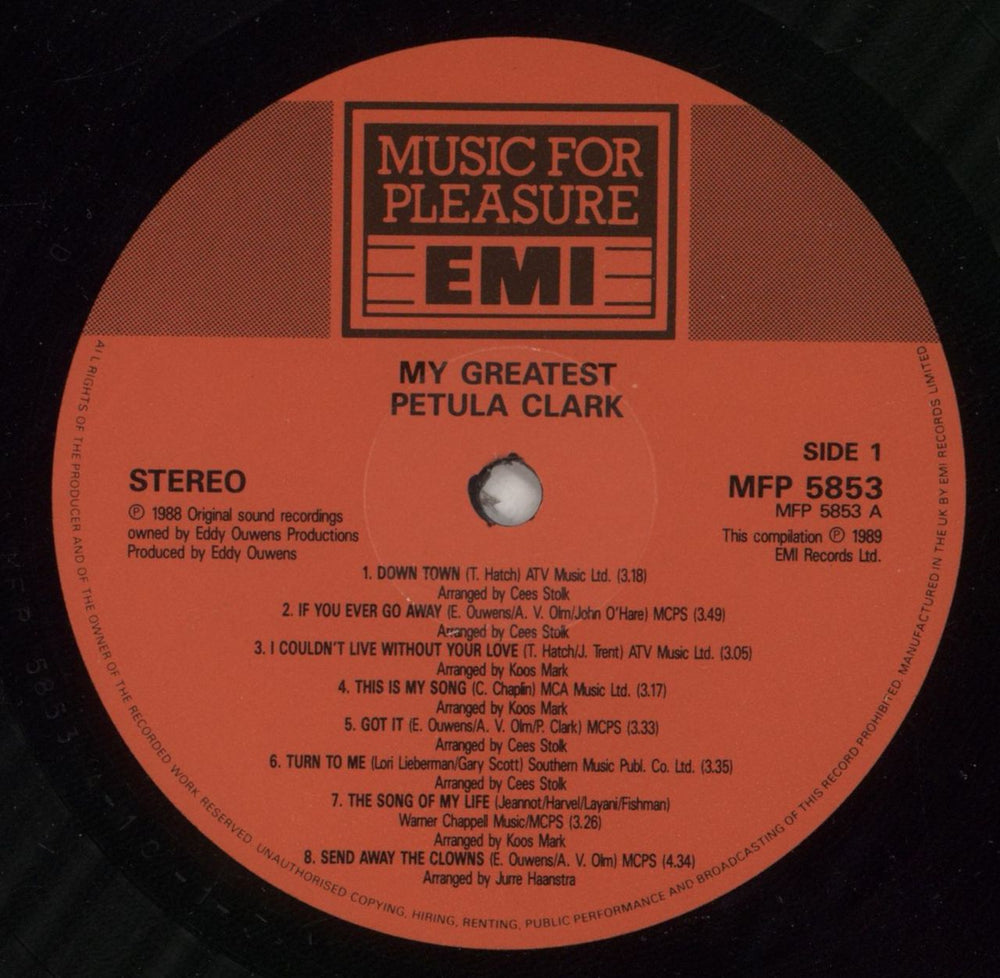 MUSIC FOR
PLEASURE
EMI
MY GREATEST
PETULA CLARK
STEREO
Ⓟ 1988 Original sound recordings
owned by Eddy Ouwens Productions
Produced by Eddy Ouwens
SIDE 1
MFP 5853
MFP 5853 A
This compilation Ⓟ 1989
EMI Records Ltd.
1. DOWN TOWN (T. Hatch) ATV Music Ltd. (3.18)
Arranged by Cees Stolk
2. IF YOU EVER GO AWAY (E. Ouwens/A. V. Olm/John O'Hare) MCPS (3.49)
Arranged by Cees Stolk
3. I COULDN'T LIVE WITHOUT YOUR LOVE (T. Hatch/J. Trent) ATV Music Ltd. (3.05)
Arranged by Koos Mark
4. THIS IS MY SONG (C. Chaplin) MCA Music Ltd. (3.17)
Arranged by Koos Mark
5. GOT IT (E. Ouwens/A. V. Olm/P. Clark) MCPS (3.33)
Arranged by Cees Stolk
6. TURN TO ME (Lori Lieberman/Gary Scott) Southern Music Publ. Co. Ltd. (3.35)
Arranged by Cees Stolk
7. THE SONG OF MY LIFE (Jeannot/Harvel/Layani/Fishman)
Warner Chappell Music/MCPS (3.26)
Arranged by Koos Mark
8. SEND AWAY THE CLOWNS (E. Ouwens/A. V. Olm) MCPS (4.34)
Arranged by Jurre Haanstra
ALL RIGHTS OF THE PRODUCER AND OF THE OWNER OF THE RECORDED WORK RESERVED. UNAUTHORISED COPYING, HIRING, RENTING, PUBLIC PERFORMANCE AND BROADCASTING OF THIS RECORD PROHIBITED. MANUFACTURED IN THE UK BY EMI RECORDS LIMITED
MFP 5853